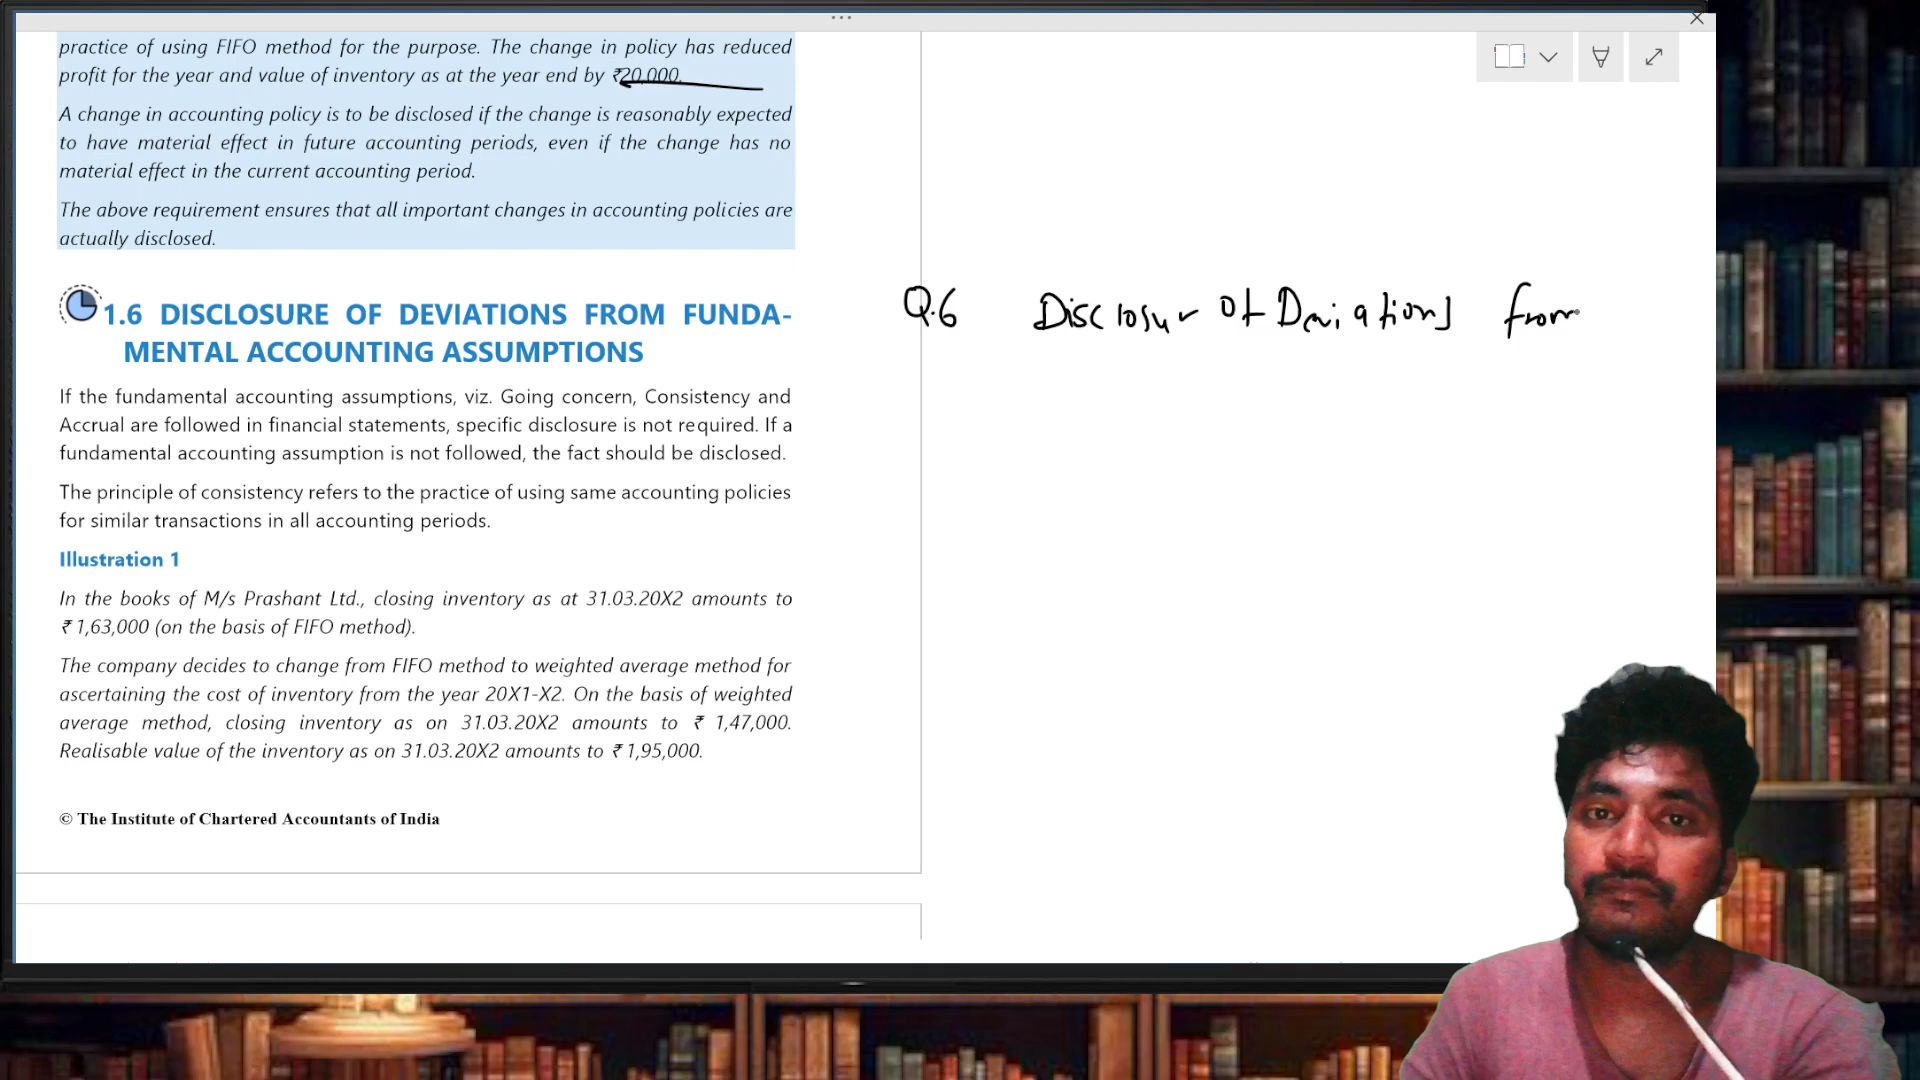 practice of using FIFO method for the purpose. The change in policy has reduced
profit for the year and value of inventory as at the year end by ₹20,000.
A change in accounting policy is to be disclosed if the change is reasonably expected
to have material effect in future accounting periods, even if the change has no
material effect in the current accounting period.
The above requirement ensures that all important changes in accounting policies are
actually disclosed.
1.6 DISCLOSURE OF DEVIATIONS FROM FUNDA-
MENTAL ACCOUNTING ASSUMPTIONS
Q.6 Disclosur of Deviations from
If the fundamental accounting assumptions, viz. Going concern, Consistency and
Accrual are followed in financial statements, specific disclosure is not required. If a
fundamental accounting assumption is not followed, the fact should be disclosed.
The principle of consistency refers to the practice of using same accounting policies
for similar transactions in all accounting periods.
Illustration 1
In the books of M/s Prashant Ltd., closing inventory as at 31.03.20X2 amounts to
₹ 1,63,000 (on the basis of FIFO method).
The company decides to change from FIFO method to weighted average method for
ascertaining the cost of inventory from the year 20X1-X2. On the basis of weighted
average method, closing inventory as on 31.03.20X2 amounts to ₹ 1,47,000.
Realisable value of the inventory as on 31.03.20X2 amounts to ₹ 1,95,000.
© The Institute of Chartered Accountants of India